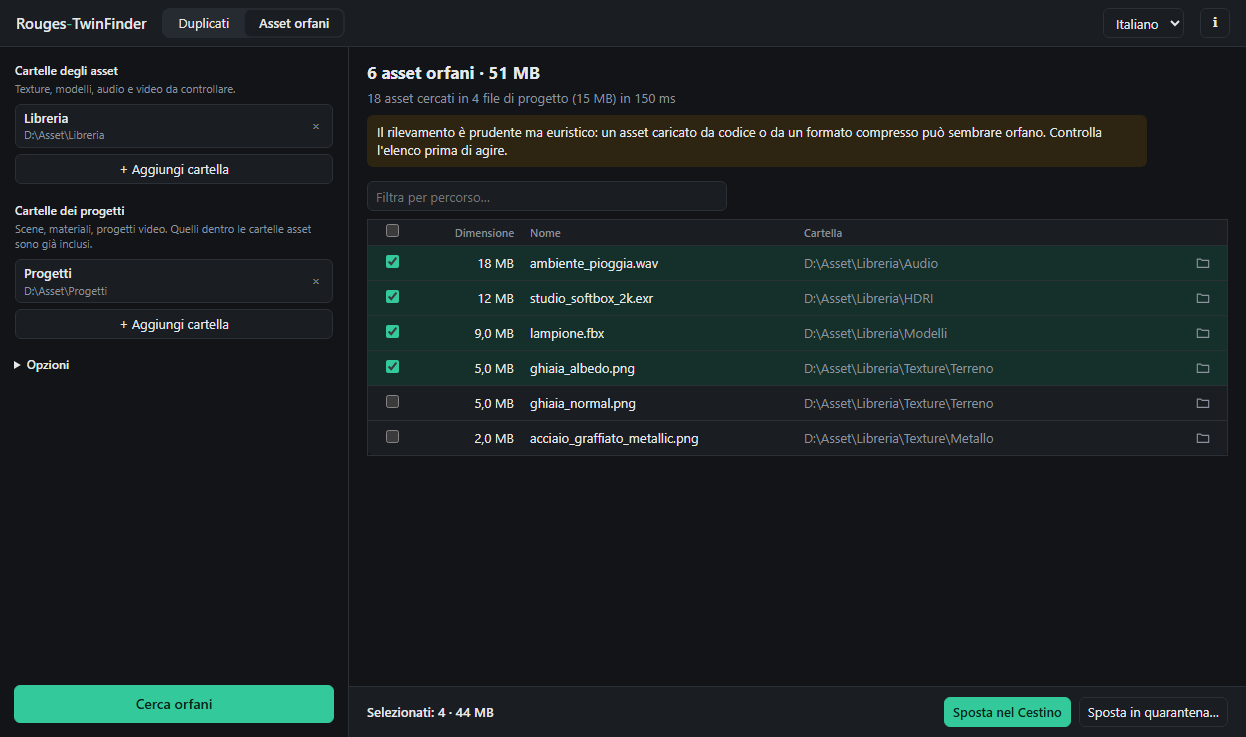 Rouges-TwinFinder
Duplicati
Asset orfani
Italiano
i
Cartelle degli asset
Texture, modelli, audio e video da controllare.
Libreria
D:\Asset\Libreria
×
+ Aggiungi cartella
Cartelle dei progetti
Scene, materiali, progetti video. Quelli dentro le cartelle asset
sono già inclusi.
Progetti
D:\Asset\Progetti
×
+ Aggiungi cartella
Opzioni
Cerca orfani
6 asset orfani · 51 MB
18 asset cercati in 4 file di progetto (15 MB) in 150 ms
Il rilevamento è prudente ma euristico: un asset caricato da codice o da un formato compresso può sembrare orfano. Controlla
l'elenco prima di agire.
Filtra per percorso...
Dimensione Nome Cartella
18 MB ambiente_pioggia.wav D:\Asset\Libreria\Audio
12 MB studio_softbox_2k.exr D:\Asset\Libreria\HDRI
9,0 MB lampione.fbx D:\Asset\Libreria\Modelli
5,0 MB ghiaia_albedo.png D:\Asset\Libreria\Texture\Terreno
5,0 MB ghiaia_normal.png D:\Asset\Libreria\Texture\Terreno
2,0 MB acciaio_graffiato_metallic.png D:\Asset\Libreria\Texture\Metallo
Selezionati: 4 · 44 MB
Sposta nel Cestino
Sposta in quarantena...